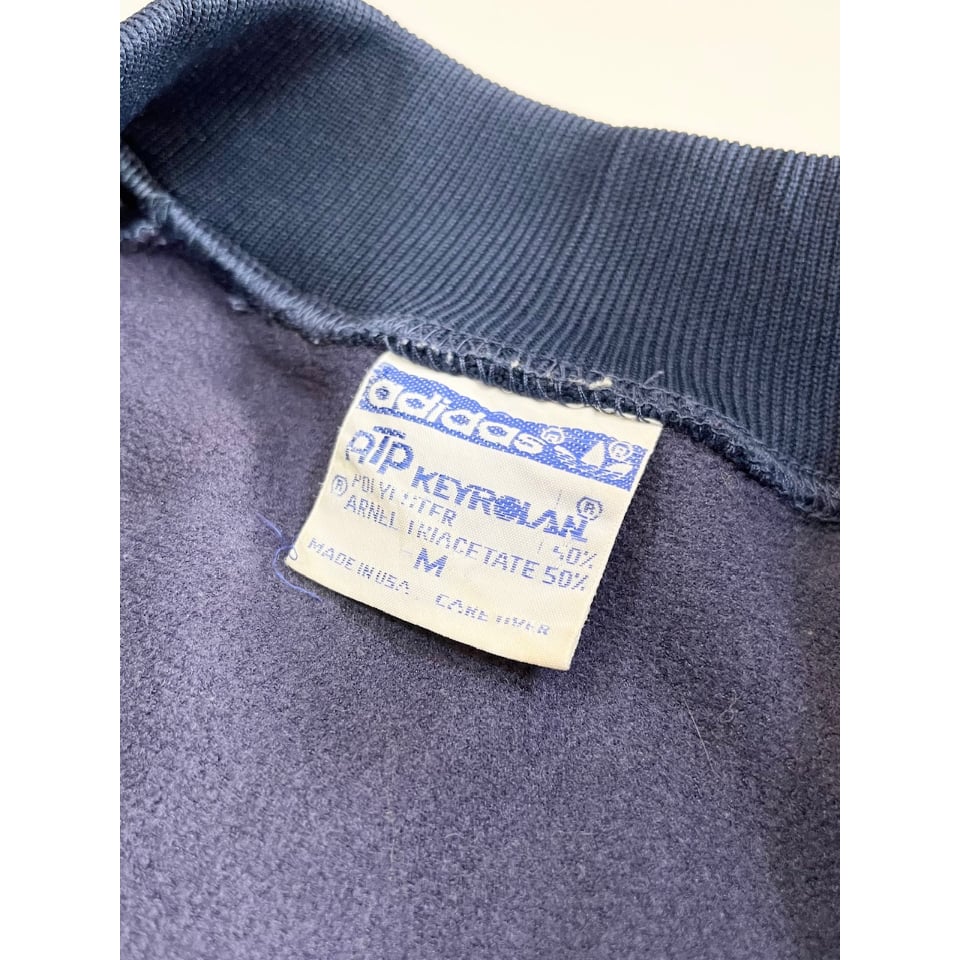 adidas®®
ATP KEYROLAN®
® POLYESTER 50%
ARNEL TRIACETATE 50%
M
MADE IN USA CARE OVER